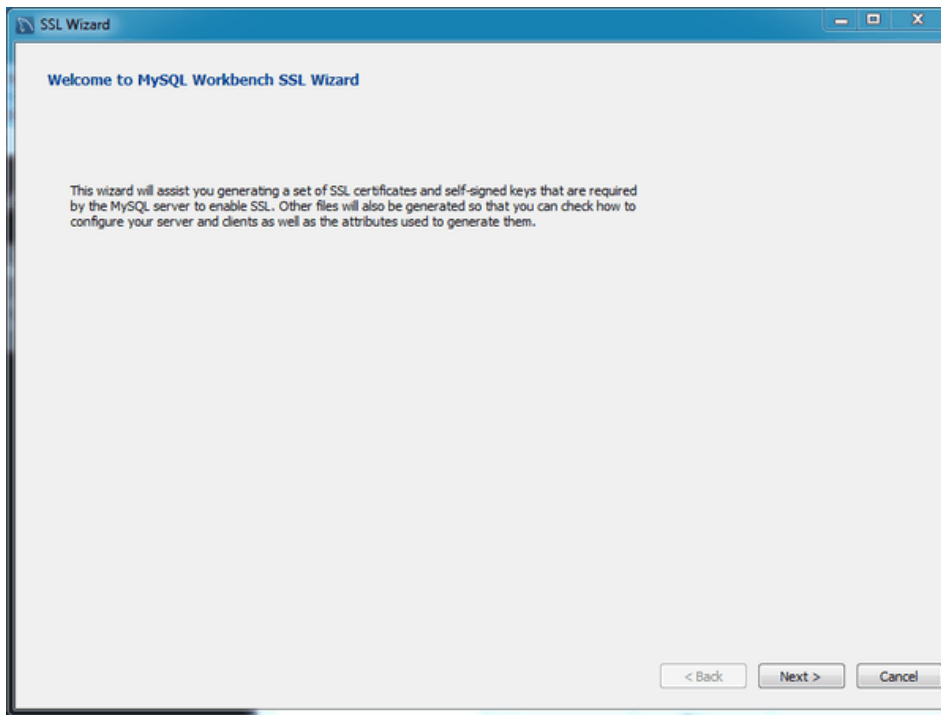 SSL Wizard
Welcome to MySQL Workbench SSL Wizard
This wizard will assist you generating a set of SSL certificates and self-signed keys that are required
by the MySQL server to enable SSL. Other files will also be generated so that you can check how to
configure your server and clients as well as the attributes used to generate them.
< Back Next > Cancel